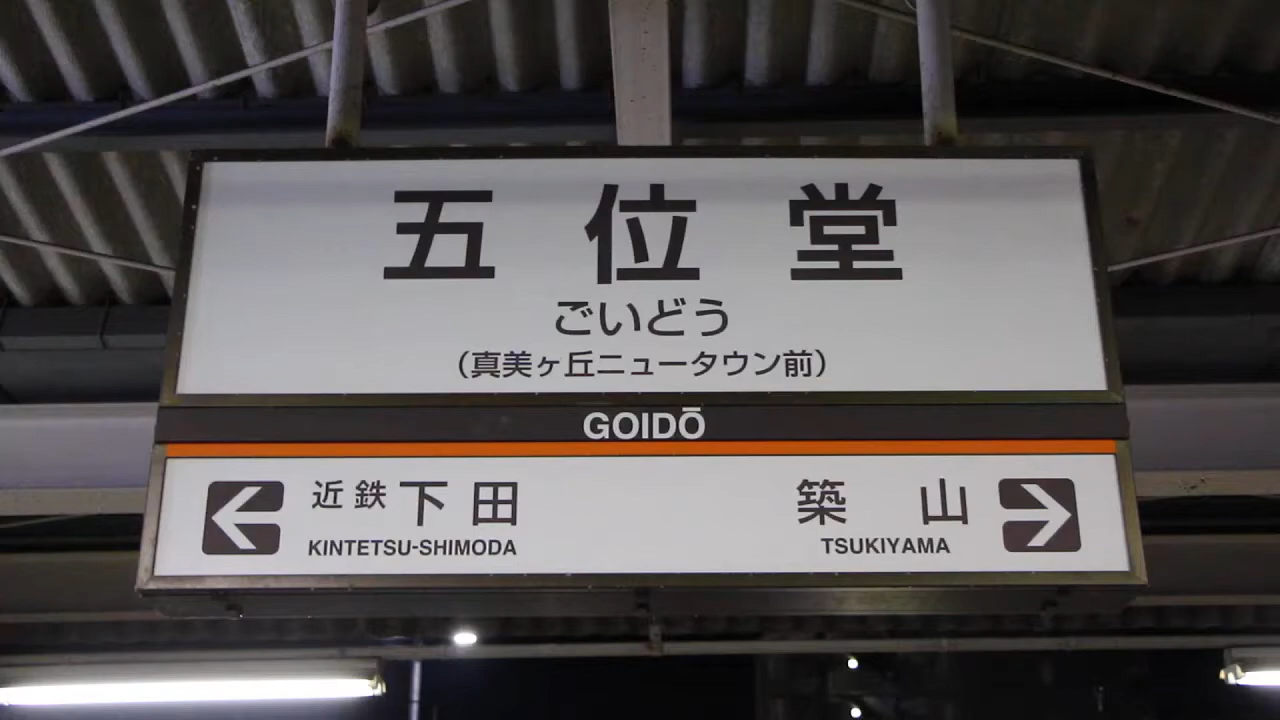 五位堂
ごいどう
（真美ヶ丘ニュータウン前）
GOIDŌ
近鉄下田 築山
KINTETSU-SHIMODA TSUKIYAMA